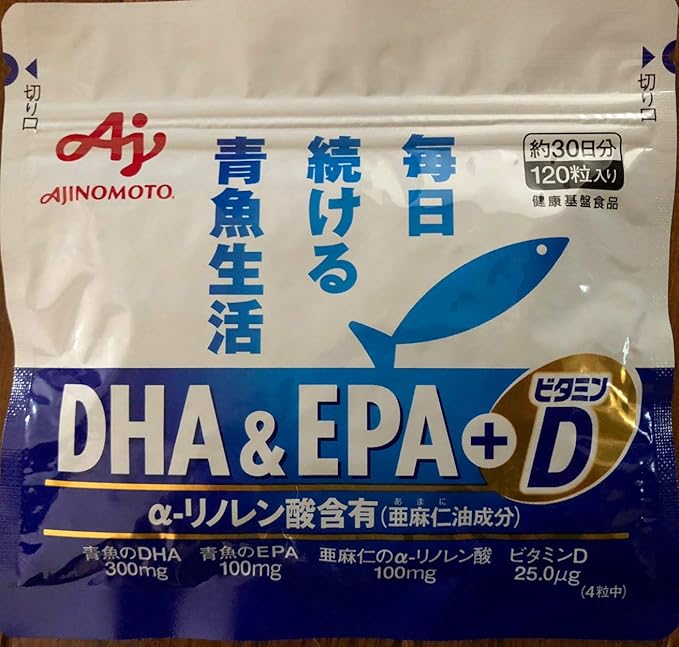 切り口
切り口
Aj
AJINOMOTO®
毎日
続ける
青魚生活
約30日分
120粒入り
健康基盤食品
DHA&EPA+
ビタミン
D
α-リノレン酸含有(亜麻仁油成分)
あまに
青魚のDHA
300mg
青魚のEPA
100mg
亜麻仁のα-リノレン酸
100mg
ビタミンD
25.0μg
(4粒中)